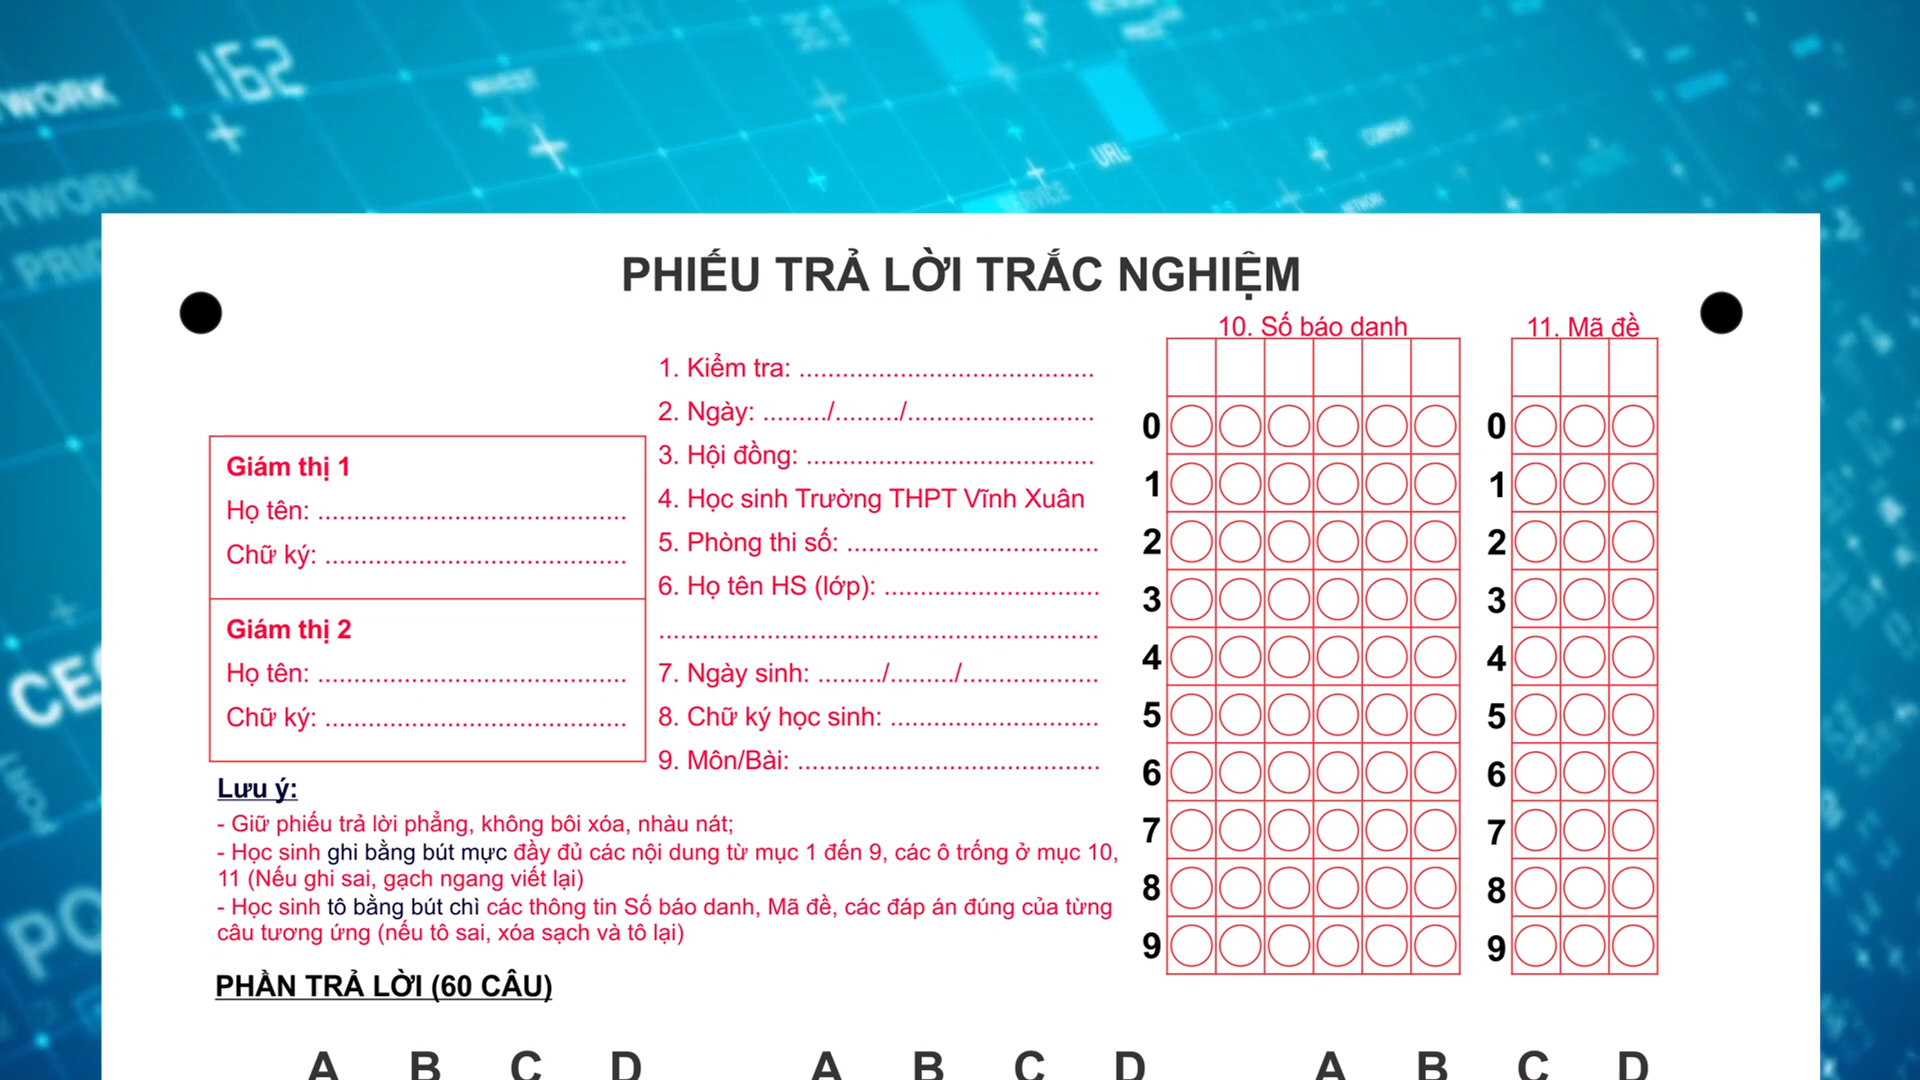 NETWORK
162
INVEST
URL
COMPANY
SERVICE
NETWORK
PHIẾU TRẢ LỜI TRẮC NGHIỆM
10. Số báo danh
11. Mã đề
1. Kiểm tra: .........................................
2. Ngày: ........./........./..........................
3. Hội đồng: ........................................
4. Học sinh Trường THPT Vĩnh Xuân
5. Phòng thi số: ...................................
6. Họ tên HS (lớp): ..............................
.............................................................
7. Ngày sinh: ........./........./...................
8. Chữ ký học sinh: .............................
9. Môn/Bài: ..........................................
Giám thị 1
Họ tên: ...........................................
Chữ ký: ..........................................
Giám thị 2
Họ tên: ...........................................
Chữ ký: ..........................................
Lưu ý:
- Giữ phiếu trả lời phẳng, không bôi xóa, nhàu nát;
- Học sinh ghi bằng bút mực đầy đủ các nội dung từ mục 1 đến 9, các ô trống ở mục 10,
11 (Nếu ghi sai, gạch ngang viết lại)
- Học sinh tô bằng bút chì các thông tin Số báo danh, Mã đề, các đáp án đúng của từng
câu tương ứng (nếu tô sai, xóa sạch và tô lại)
0 0
1 1
2 2
3 3
4 4
5 5
6 6
7 7
8 8
9 9
PHẦN TRẢ LỜI (60 CÂU)
A B C D A B C D A B C D